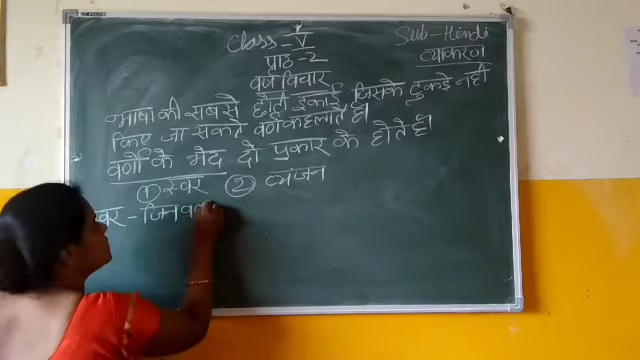 Class - V
Sub-Hindi
पाठ-2
व्याकरण
वर्ण विचार
भाषा की सबसे छोटी इकाई जिसके टुकड़े नहीं
किए जा सकते वर्ण कहलाते हैं।
वर्णों के भेद दो प्रकार के होते हैं।
① स्वर ② व्यंजन
स्वर - जिन